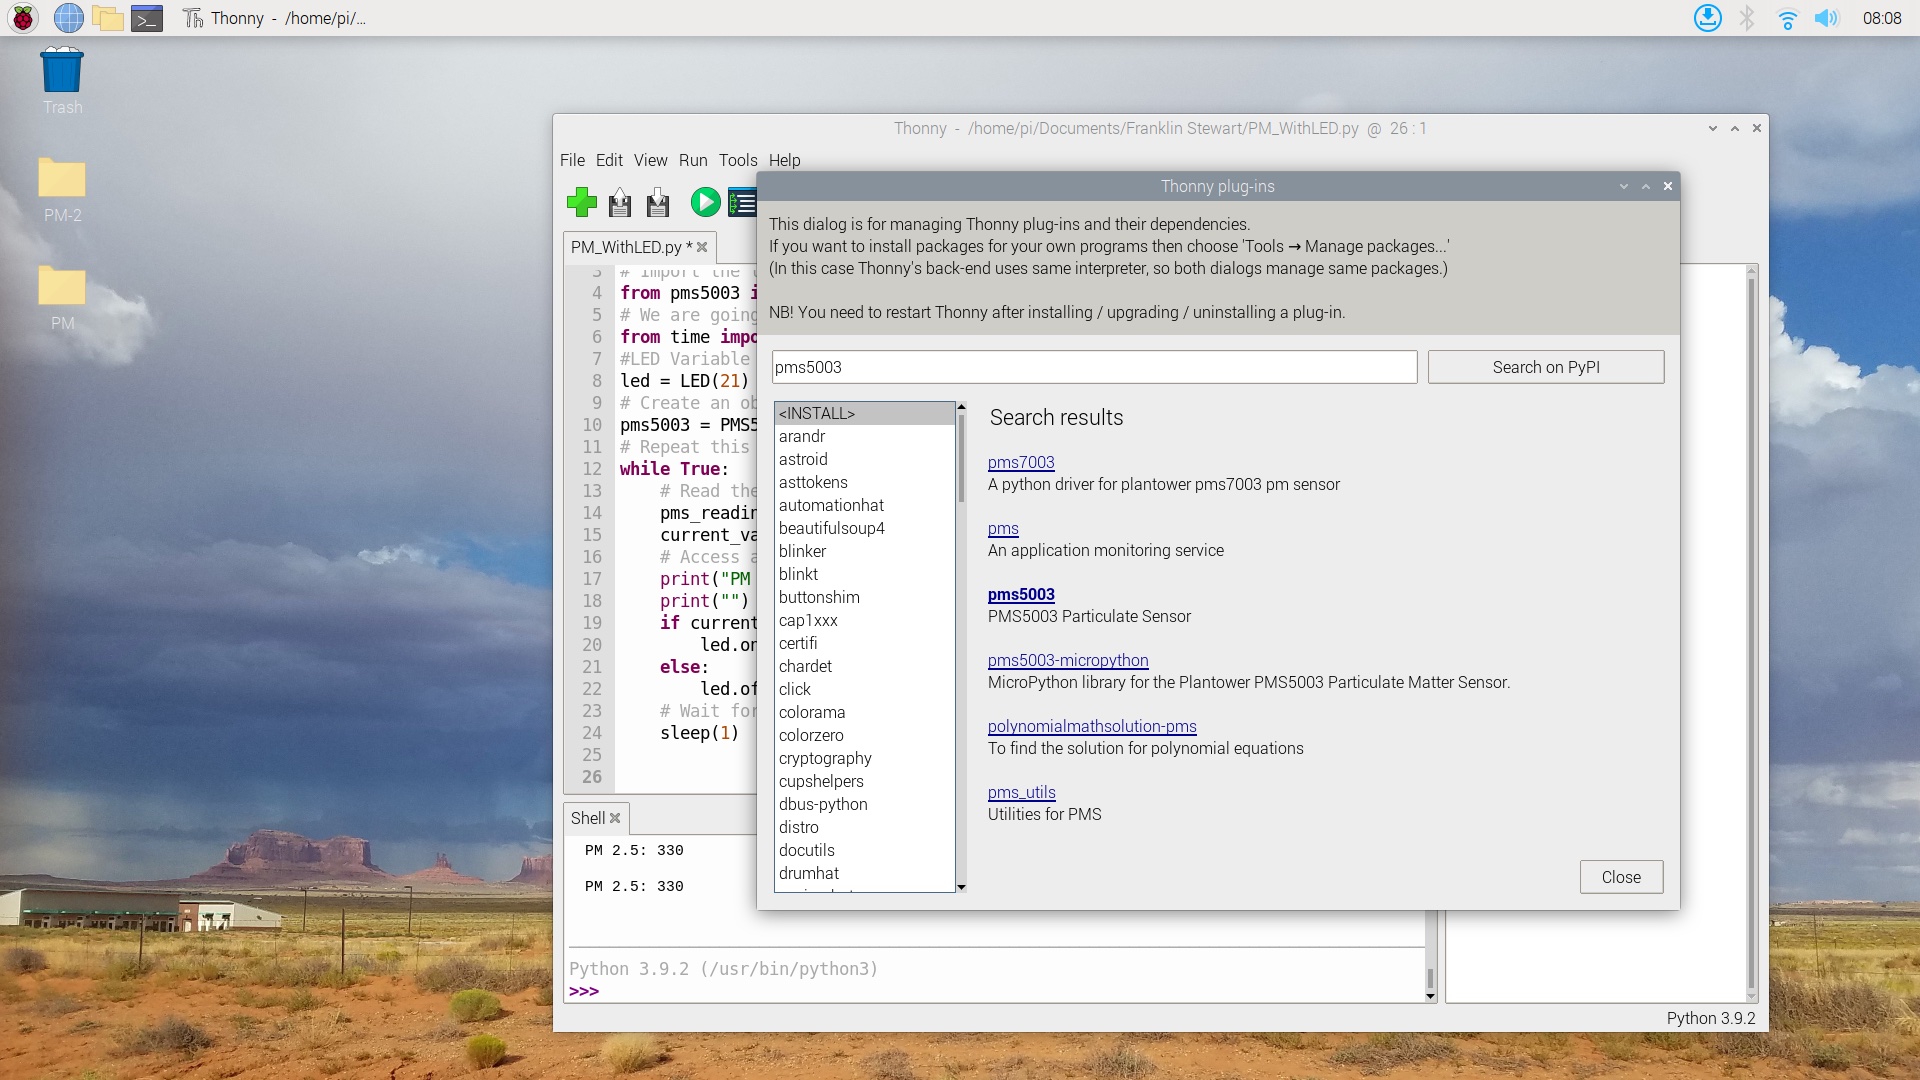 Thonny - /home/pi/...
08:08
Trash
PM-2
PM
Thonny - /home/pi/Documents/Franklin Stewart/PM_WithLED.py @ 26 : 1
File Edit View Run Tools Help
PM_WithLED.py *
3 # Import the
4 from pms5003
5 # We are going
6 from time impo
7 #LED Variable
8 led = LED(21)
9 # Create an ob
10 pms5003 = PMS5
11 # Repeat this
12 while True:
13 # Read the
14 pms_readin
15 current_va
16 # Access a
17 print("PM
18 print("")
19 if current
20 led.on
21 else:
22 led.of
23 # Wait for
24 sleep(1)
25
26
Shell
PM 2.5: 330
PM 2.5: 330
Python 3.9.2 (/usr/bin/python3)
>>>
Python 3.9.2
Thonny plug-ins
This dialog is for managing Thonny plug-ins and their dependencies.
If you want to install packages for your own programs then choose 'Tools → Manage packages...'
(In this case Thonny's back-end uses same interpreter, so both dialogs manage same packages.)
NB! You need to restart Thonny after installing / upgrading / uninstalling a plug-in.
pms5003
Search on PyPI
<INSTALL>
arandr
astroid
asttokens
automationhat
beautifulsoup4
blinker
blinkt
buttonshim
cap1xxx
certifi
chardet
click
colorama
colorzero
cryptography
cupshelpers
dbus-python
distro
docutils
drumhat
Search results
pms7003
A python driver for plantower pms7003 pm sensor
pms
An application monitoring service
pms5003
PMS5003 Particulate Sensor
pms5003-micropython
MicroPython library for the Plantower PMS5003 Particulate Matter Sensor.
polynomialmathsolution-pms
To find the solution for polynomial equations
pms_utils
Utilities for PMS
Close